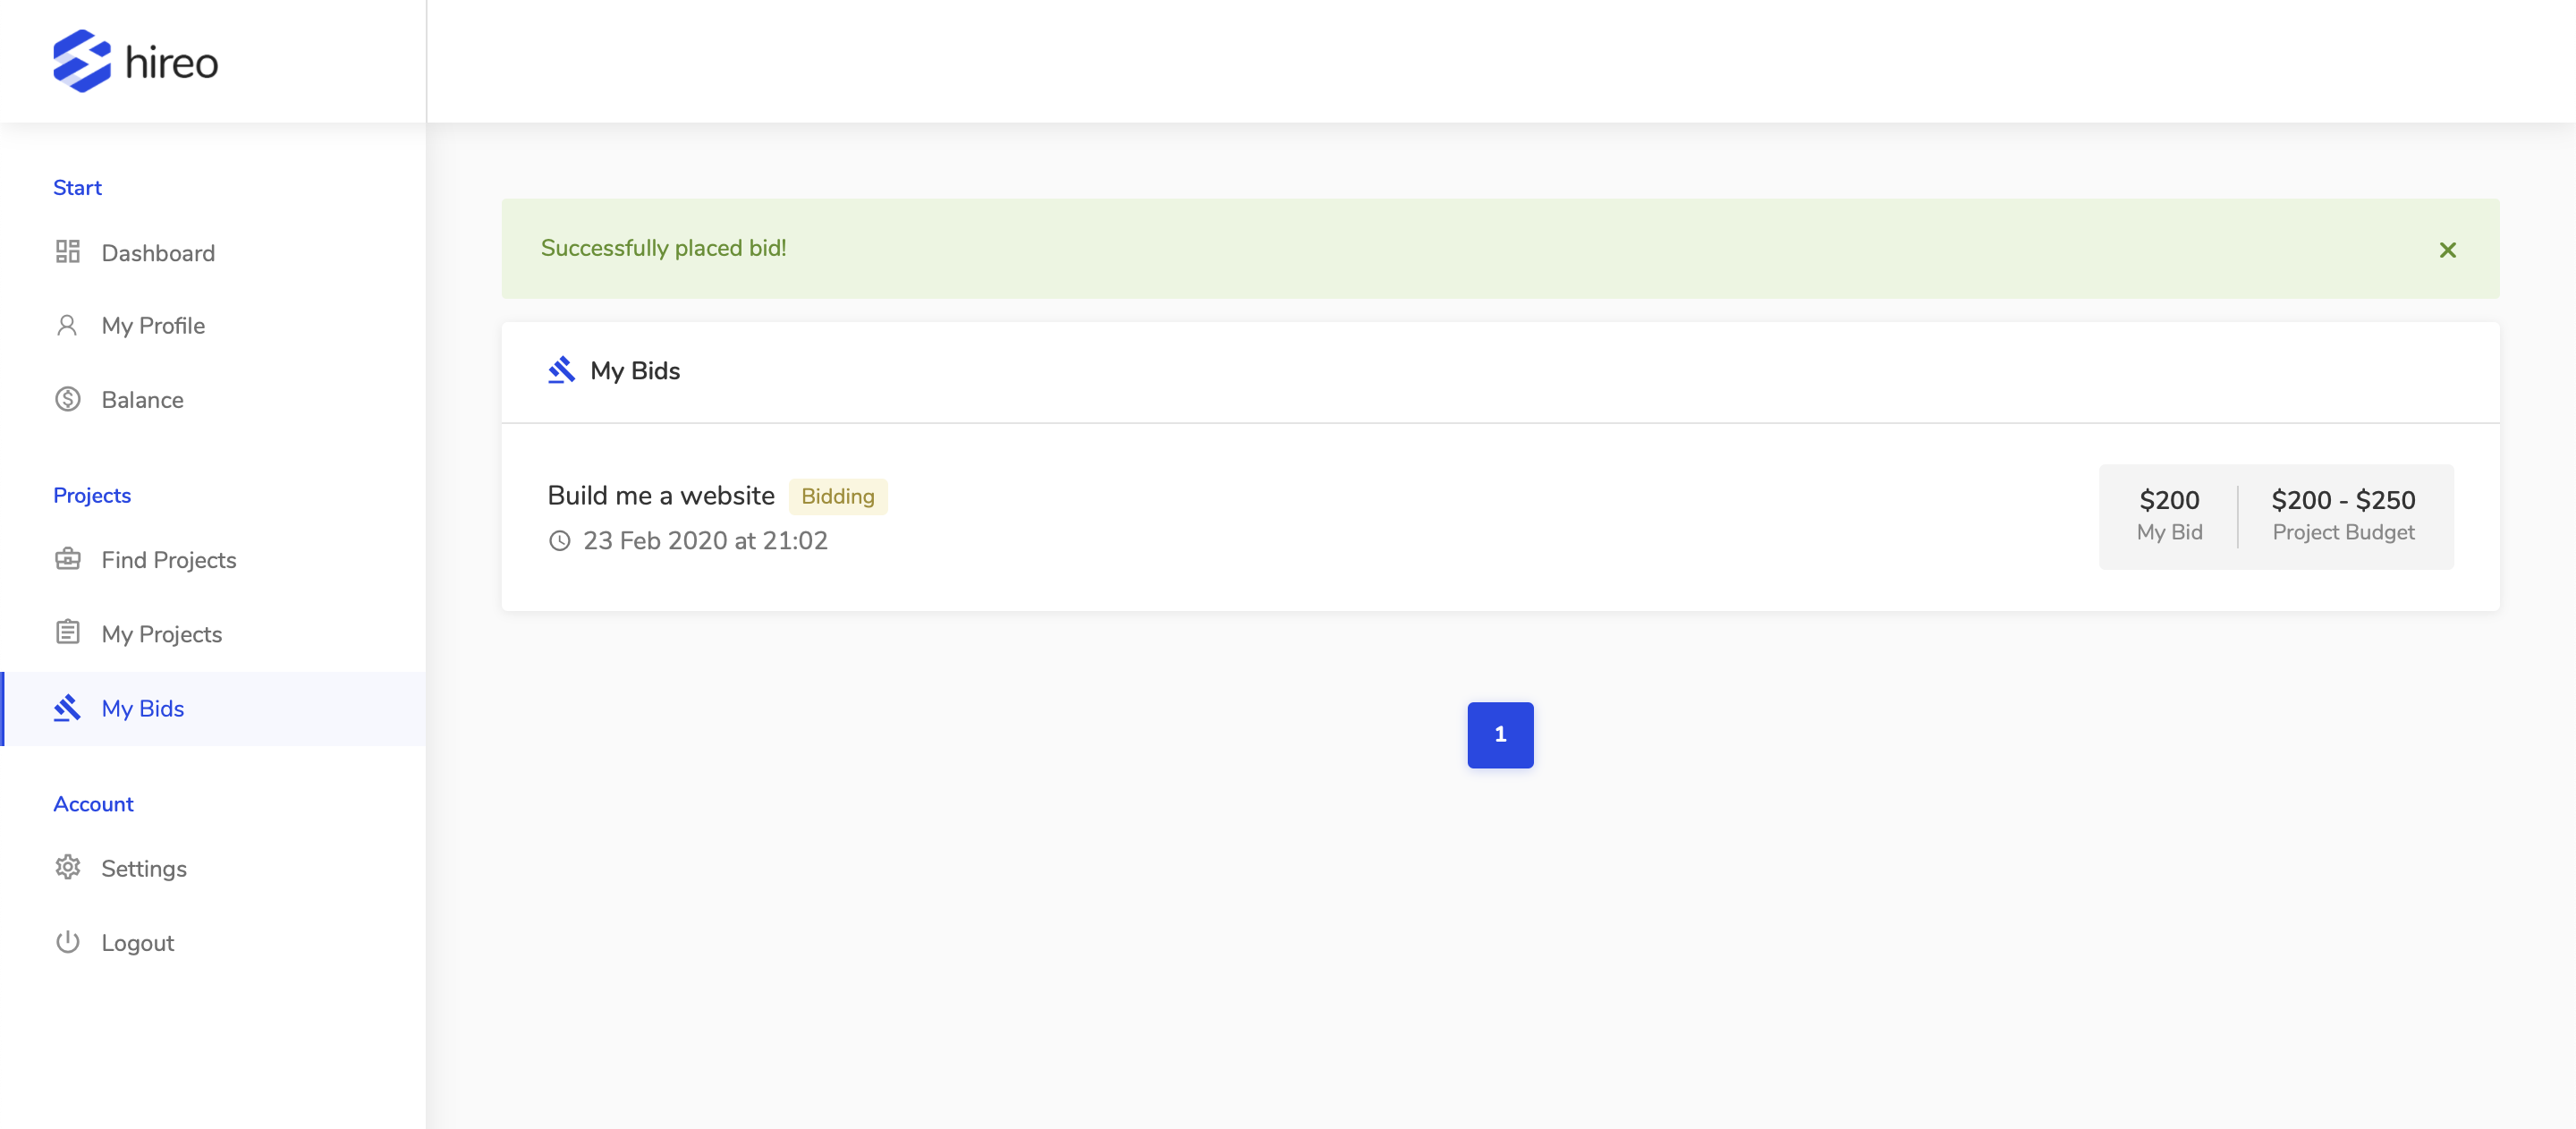 hireo
Start
Dashboard
My Profile
Balance
Projects
Find Projects
My Projects
My Bids
Account
Settings
Logout
Successfully placed bid!
My Bids
Build me a website Bidding
23 Feb 2020 at 21:02
$200 $200 - $250
My Bid Project Budget
1